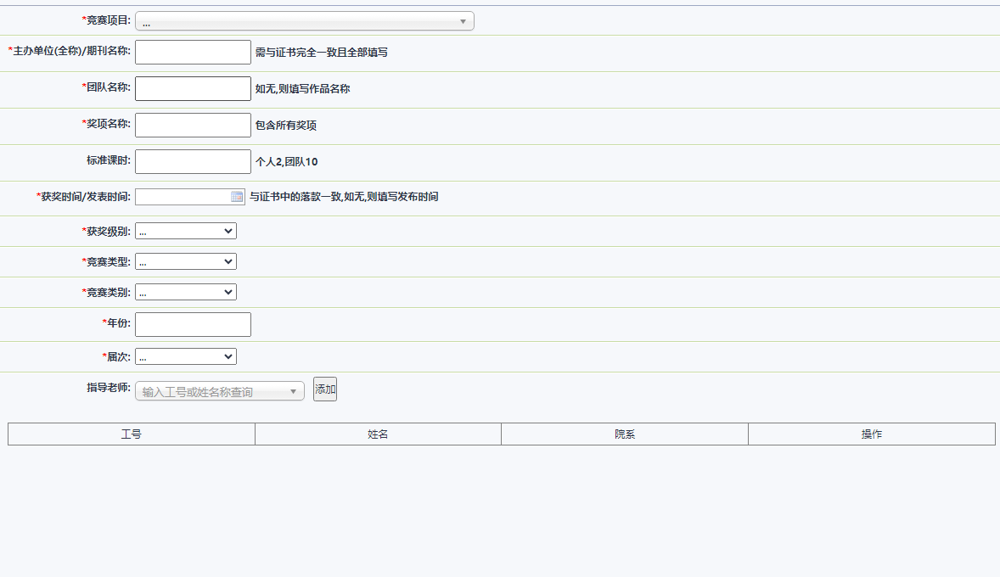 *竞赛项目: ...
*主办单位(全称)/期刊名称: 需与证书完全一致且全部填写
*团队名称: 如无,则填写作品名称
*奖项名称: 包含所有奖项
标准课时: 个人2,团队10
*获奖时间/发表时间: 与证书中的落款一致,如无,则填写发布时间
*获奖级别: ...
*竞赛类型: ...
*竞赛类别: ...
*年份:
*届次: ...
指导老师: 输入工号或姓名称查询 添加
工号 姓名 院系 操作